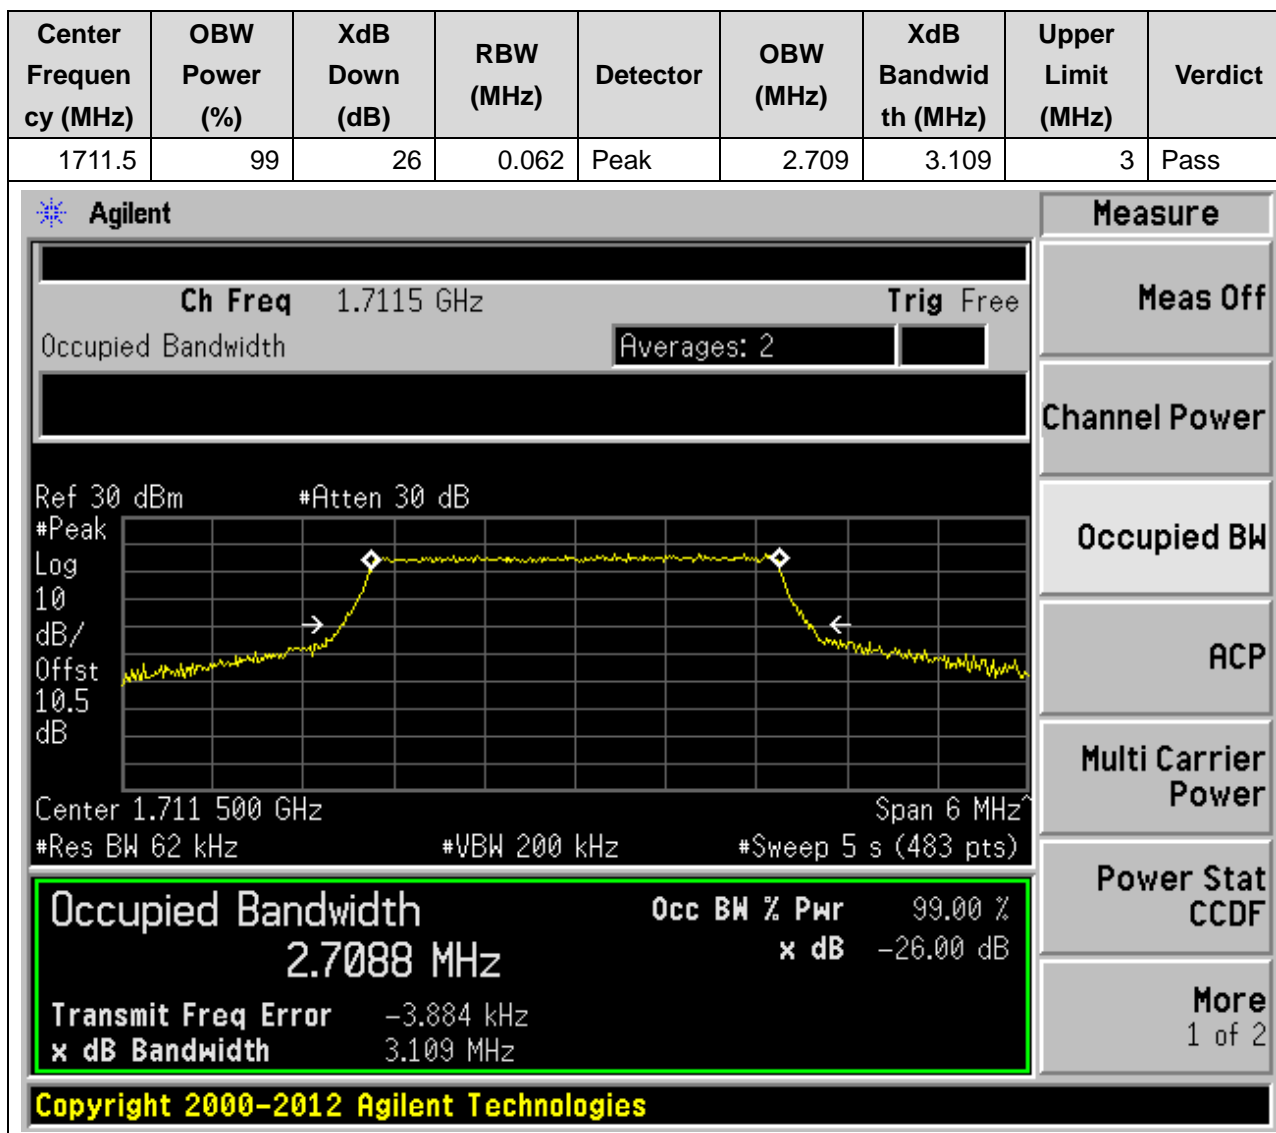 Center Frequen cy (MHz) OBW Power (%) XdB Down (dB) RBW (MHz) Detector OBW (MHz) XdB Bandwid th (MHz) Upper Limit (MHz) Verdict
1711.5 99 26 0.062 Peak 2.709 3.109 3 Pass
Agilent
Ch Freq 1.7115 GHz Trig Free
Occupied Bandwidth Averages: 2
Ref 30 dBm #Atten 30 dB
#Peak
Log
10
dB/
Offst
10.5
dB
Center 1.711 500 GHz Span 6 MHz^
#Res BW 62 kHz #VBW 200 kHz #Sweep 5 s (483 pts)
Occupied Bandwidth Occ BW % Pwr 99.00 %
2.7088 MHz x dB -26.00 dB
Transmit Freq Error -3.884 kHz
x dB Bandwidth 3.109 MHz
Copyright 2000-2012 Agilent Technologies
Measure
Meas Off
Channel Power
Occupied BW
ACP
Multi Carrier
Power
Power Stat
CCDF
More
1 of 2